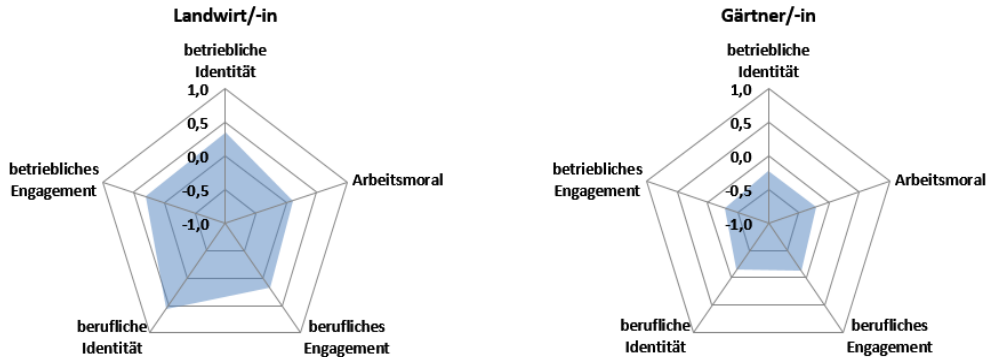 Landwirt/-in
betriebliche
Identität
1,0
0,5
0,0
-0,5
-1,0
Arbeitsmoral
berufliches
Engagement
berufliche
Identität
betriebliches
Engagement
Gärtner/-in
betriebliche
Identität
1,0
0,5
0,0
-0,5
-1,0
Arbeitsmoral
berufliches
Engagement
berufliche
Identität
betriebliches
Engagement